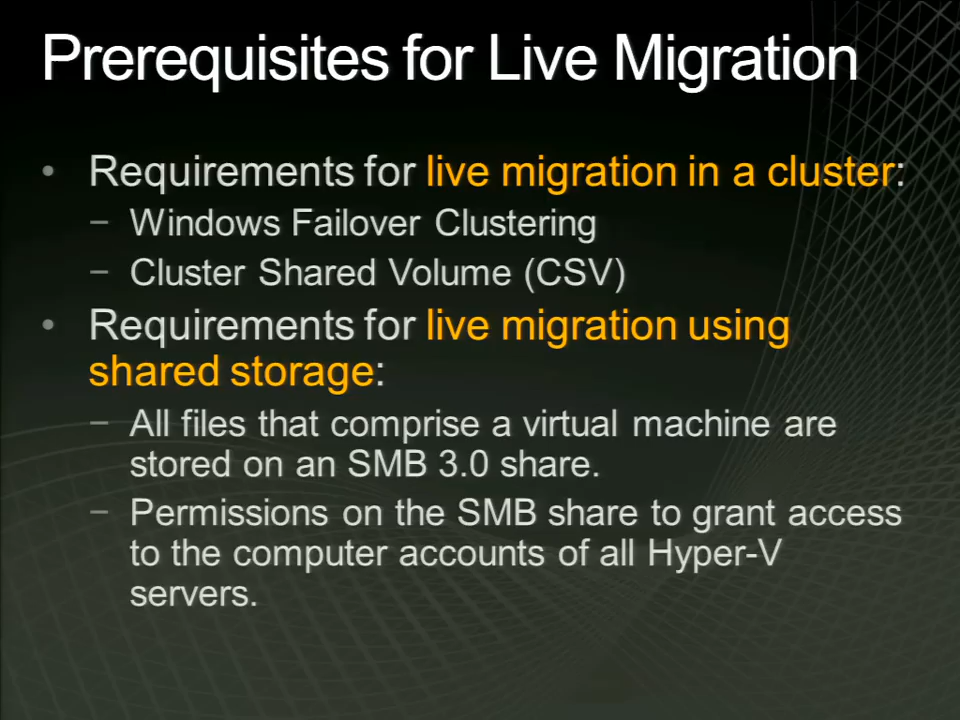 Prerequisites for Live Migration
• Requirements for live migration in a cluster:
– Windows Failover Clustering
– Cluster Shared Volume (CSV)
• Requirements for live migration using
shared storage:
– All files that comprise a virtual machine are
stored on an SMB 3.0 share.
– Permissions on the SMB share to grant access
to the computer accounts of all Hyper-V
servers.